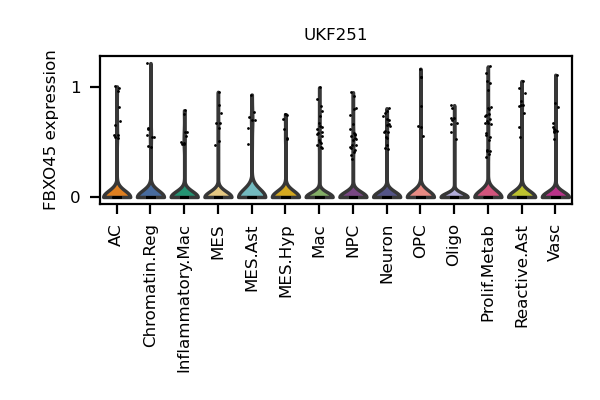 UKF251
FBXO45 expression
1
0
AC
Chromatin.Reg
Inflammatory.Mac
MES
MES.Ast
MES.Hyp
Mac
NPC
Neuron
OPC
Oligo
Prolif.Metab
Reactive.Ast
Vasc